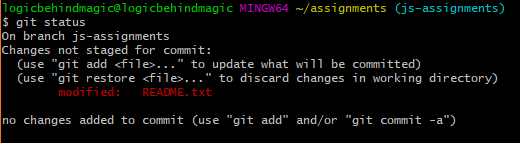 logicbehindmagic@logicbehindmagic MINGW64 ~/assignments (js-assignments)
$ git status
On branch js-assignments
Changes not staged for commit:
  (use "git add <file>..." to update what will be committed)
  (use "git restore <file>..." to discard changes in working directory)
        modified:   README.txt

no changes added to commit (use "git add" and/or "git commit -a")